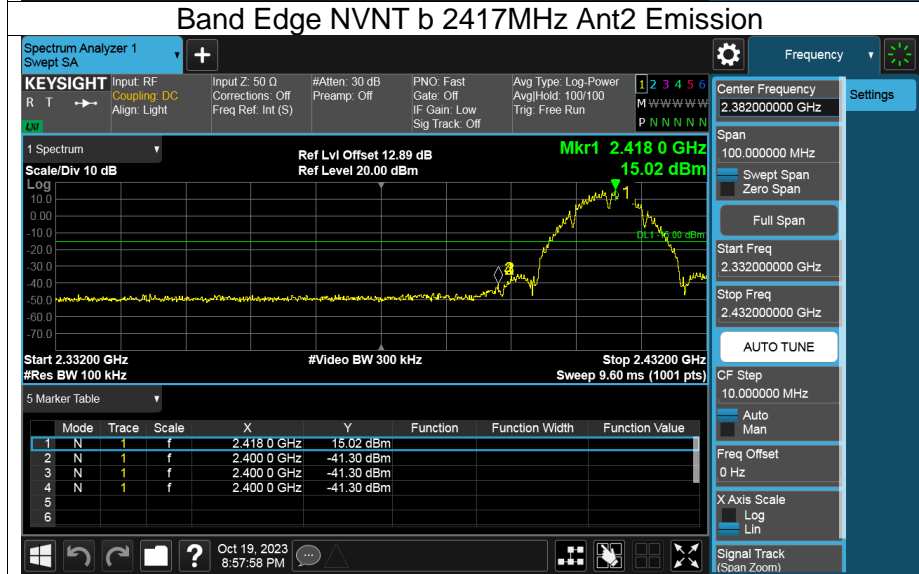 Band Edge NVNT b 2417MHz Ant2 Emission
Spectrum Analyzer 1
Swept SA
+
Frequency
Settings
KEYSIGHT
R T
LXI
Input: RF
Coupling: DC
Align: Light
Input Z: 50 Ω
Corrections: Off
Freq Ref: Int (S)
#Atten: 30 dB
Preamp: Off
PNO: Fast
Gate: Off
IF Gain: Low
Sig Track: Off
Avg Type: Log-Power
Avg|Hold: 100/100
Trig: Free Run
1 2 3 4 5 6
M W W W W W
P N N N N N
1 Spectrum
Scale/Div 10 dB
Ref Lvl Offset 12.89 dB
Ref Level 20.00 dBm
Mkr1 2.418 0 GHz
15.02 dBm
Log
10.0
0.00
-10.0
-20.0
-30.0
-40.0
-50.0
-60.0
-70.0
1
DL1 -15.00 dBm
Start 2.33200 GHz
#Res BW 100 kHz
#Video BW 300 kHz
Stop 2.43200 GHz
Sweep 9.60 ms (1001 pts)
5 Marker Table
Mode Trace Scale X Y Function Function Width Function Value
1 N 1 f 2.418 0 GHz 15.02 dBm
2 N 1 f 2.400 0 GHz -41.30 dBm
3 N 1 f 2.400 0 GHz -41.30 dBm
4 N 1 f 2.400 0 GHz -41.30 dBm
5
6
Center Frequency
2.382000000 GHz
Span
100.000000 MHz
Swept Span
Zero Span
Full Span
Start Freq
2.332000000 GHz
Stop Freq
2.432000000 GHz
AUTO TUNE
CF Step
10.000000 MHz
Auto
Man
Freq Offset
0 Hz
X Axis Scale
Log
Lin
Signal Track
(Span Zoom)
?
Oct 19, 2023
8:57:58 PM